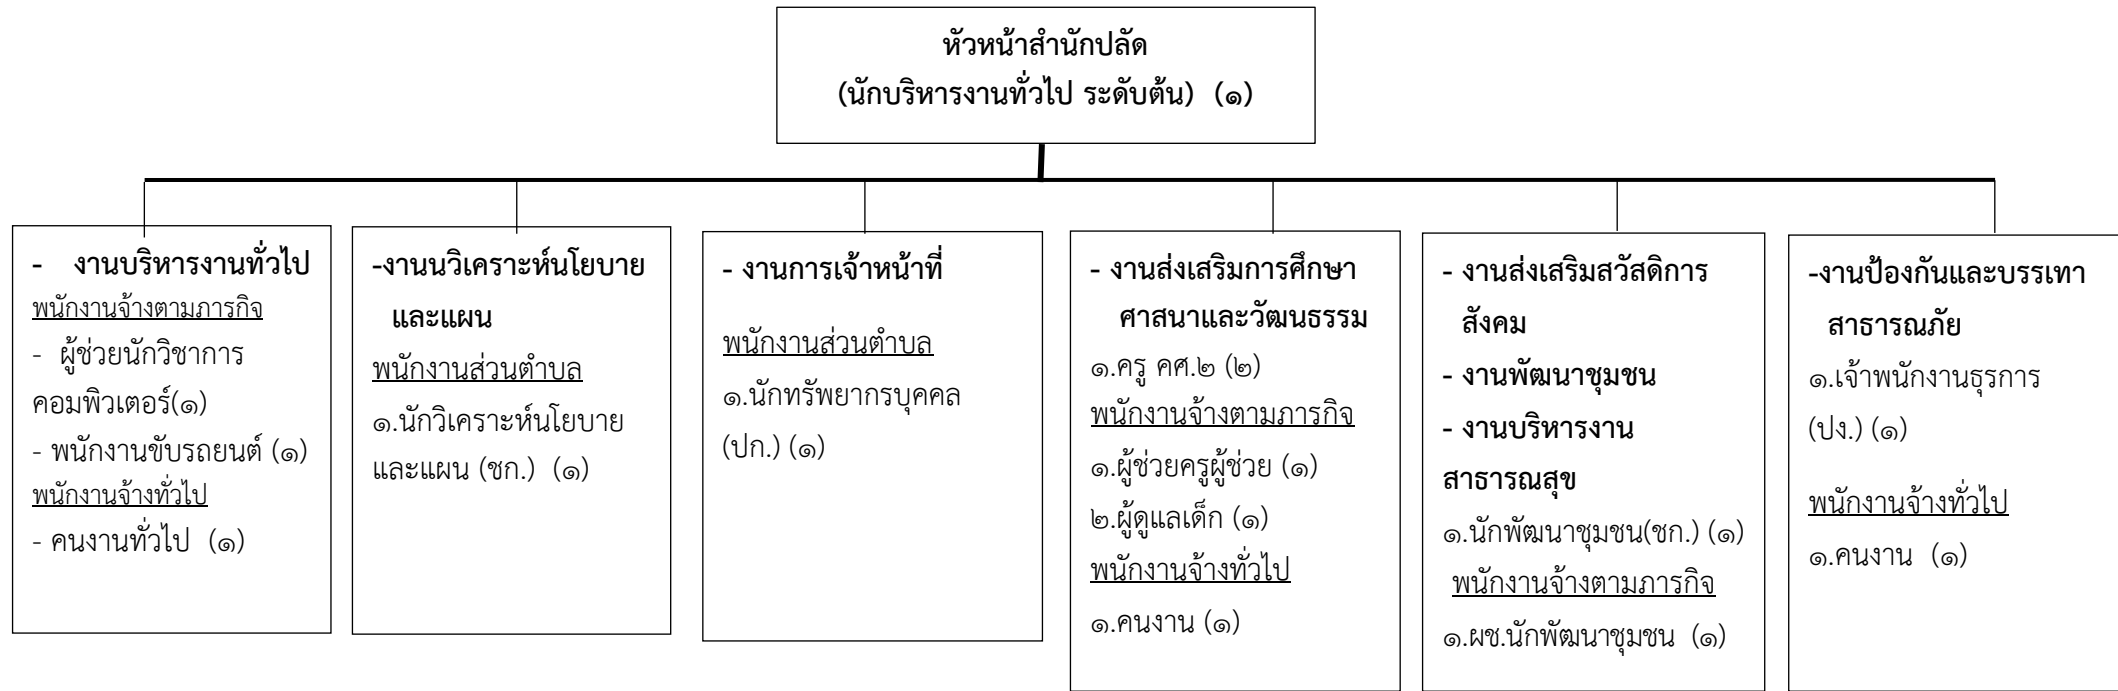 หัวหน้าสำนักปลัด
(นักบริหารงานทั่วไป ระดับต้น) (๑)
- งานบริหารงานทั่วไป
พนักงานจ้างตามภารกิจ
- ผู้ช่วยนักวิชาการ
คอมพิวเตอร์(๑)
- พนักงานขับรถยนต์ (๑)
พนักงานจ้างทั่วไป
- คนงานทั่วไป (๑)
-งานนวิเคราะห์นโยบาย
และแผน
พนักงานส่วนตำบล
๑.นักวิเคราะห์นโยบาย
และแผน (ชก.) (๑)
- งานการเจ้าหน้าที่
พนักงานส่วนตำบล
๑.นักทรัพยากรบุคคล
(ปก.) (๑)
- งานส่งเสริมการศึกษา
ศาสนาและวัฒนธรรม
๑.ครู คศ.๒ (๒)
พนักงานจ้างตามภารกิจ
๑.ผู้ช่วยครูผู้ช่วย (๑)
๒.ผู้ดูแลเด็ก (๑)
พนักงานจ้างทั่วไป
๑.คนงาน (๑)
- งานส่งเสริมสวัสดิการ
สังคม
- งานพัฒนาชุมชน
- งานบริหารงาน
สาธารณสุข
๑.นักพัฒนาชุมชน(ชก.) (๑)
พนักงานจ้างตามภารกิจ
๑.ผช.นักพัฒนาชุมชน (๑)
-งานป้องกันและบรรเทา
สาธารณภัย
๑.เจ้าพนักงานธุรการ
(ปง.) (๑)
พนักงานจ้างทั่วไป
๑.คนงาน (๑)